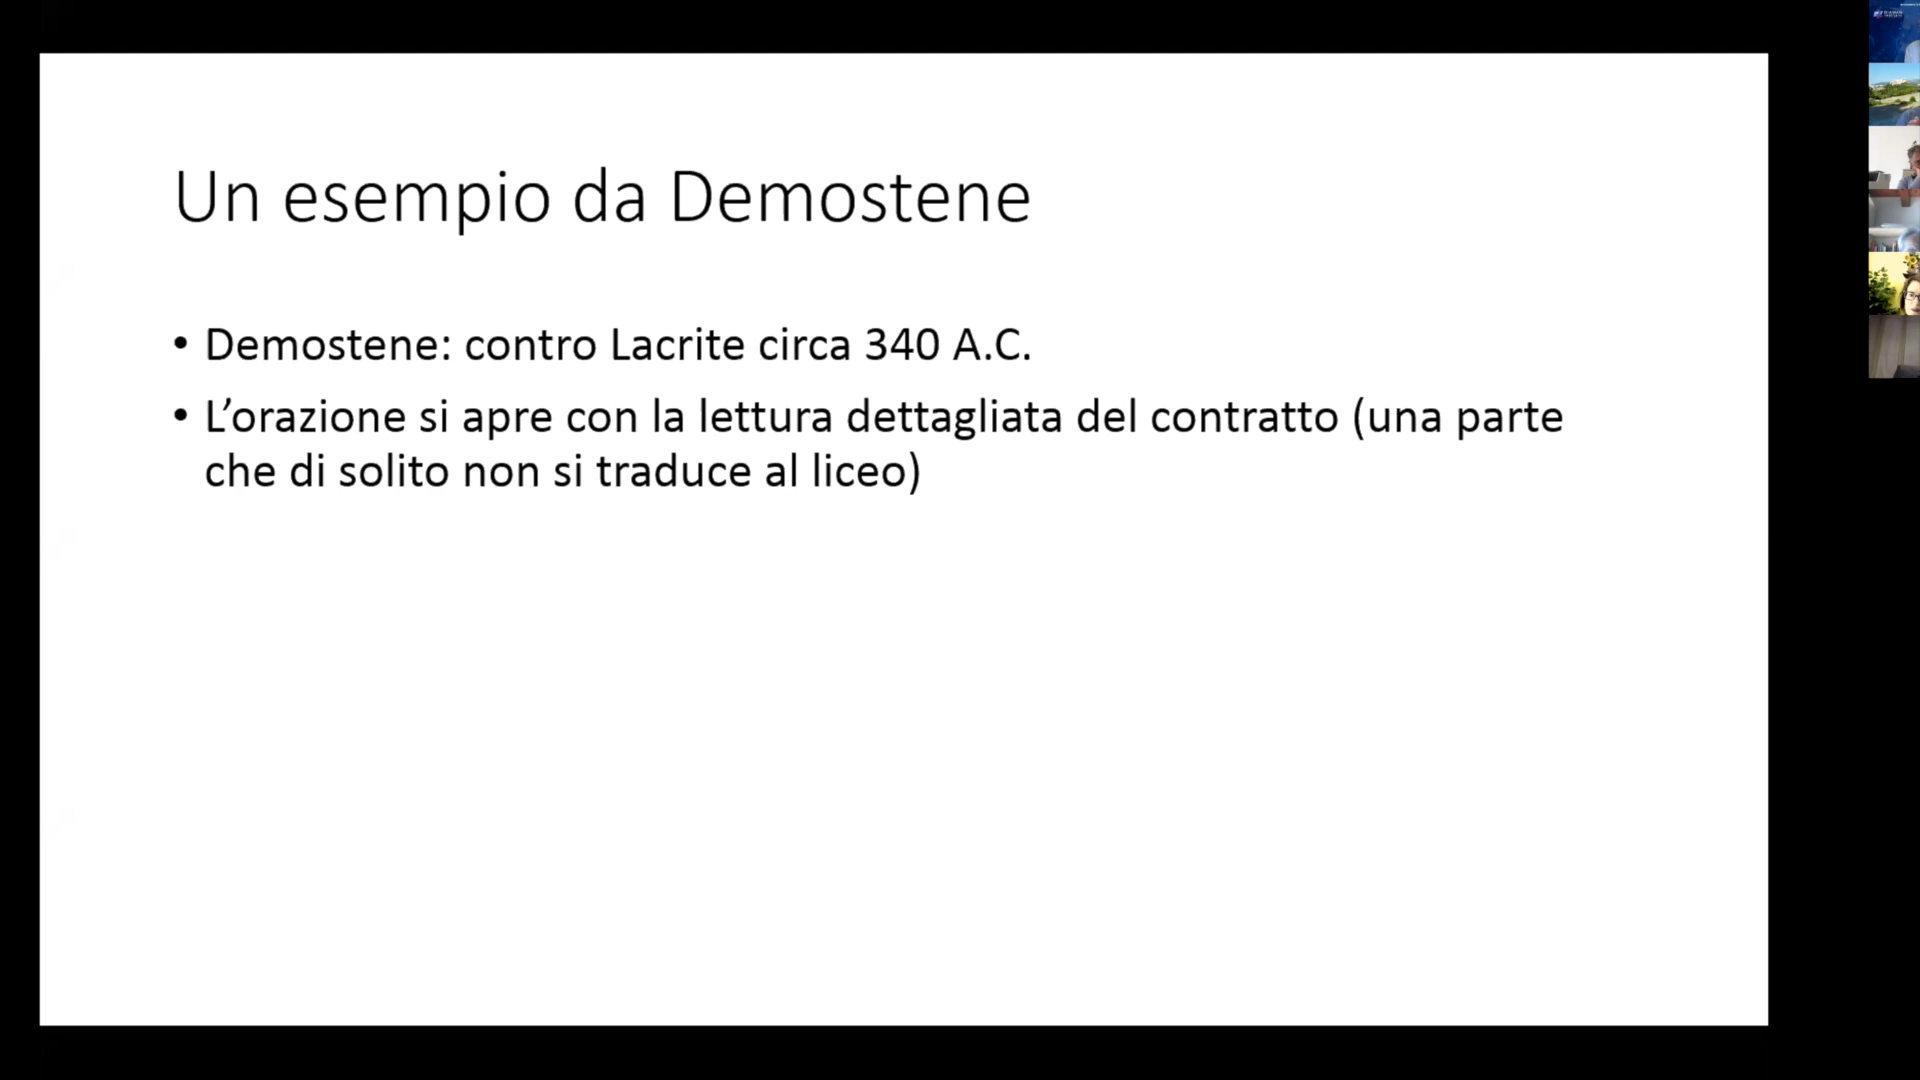 Un esempio da Demostene
• Demostene: contro Lacrite circa 340 A.C.
• L’orazione si apre con la lettura dettagliata del contratto (una parte
che di solito non si traduce al liceo)